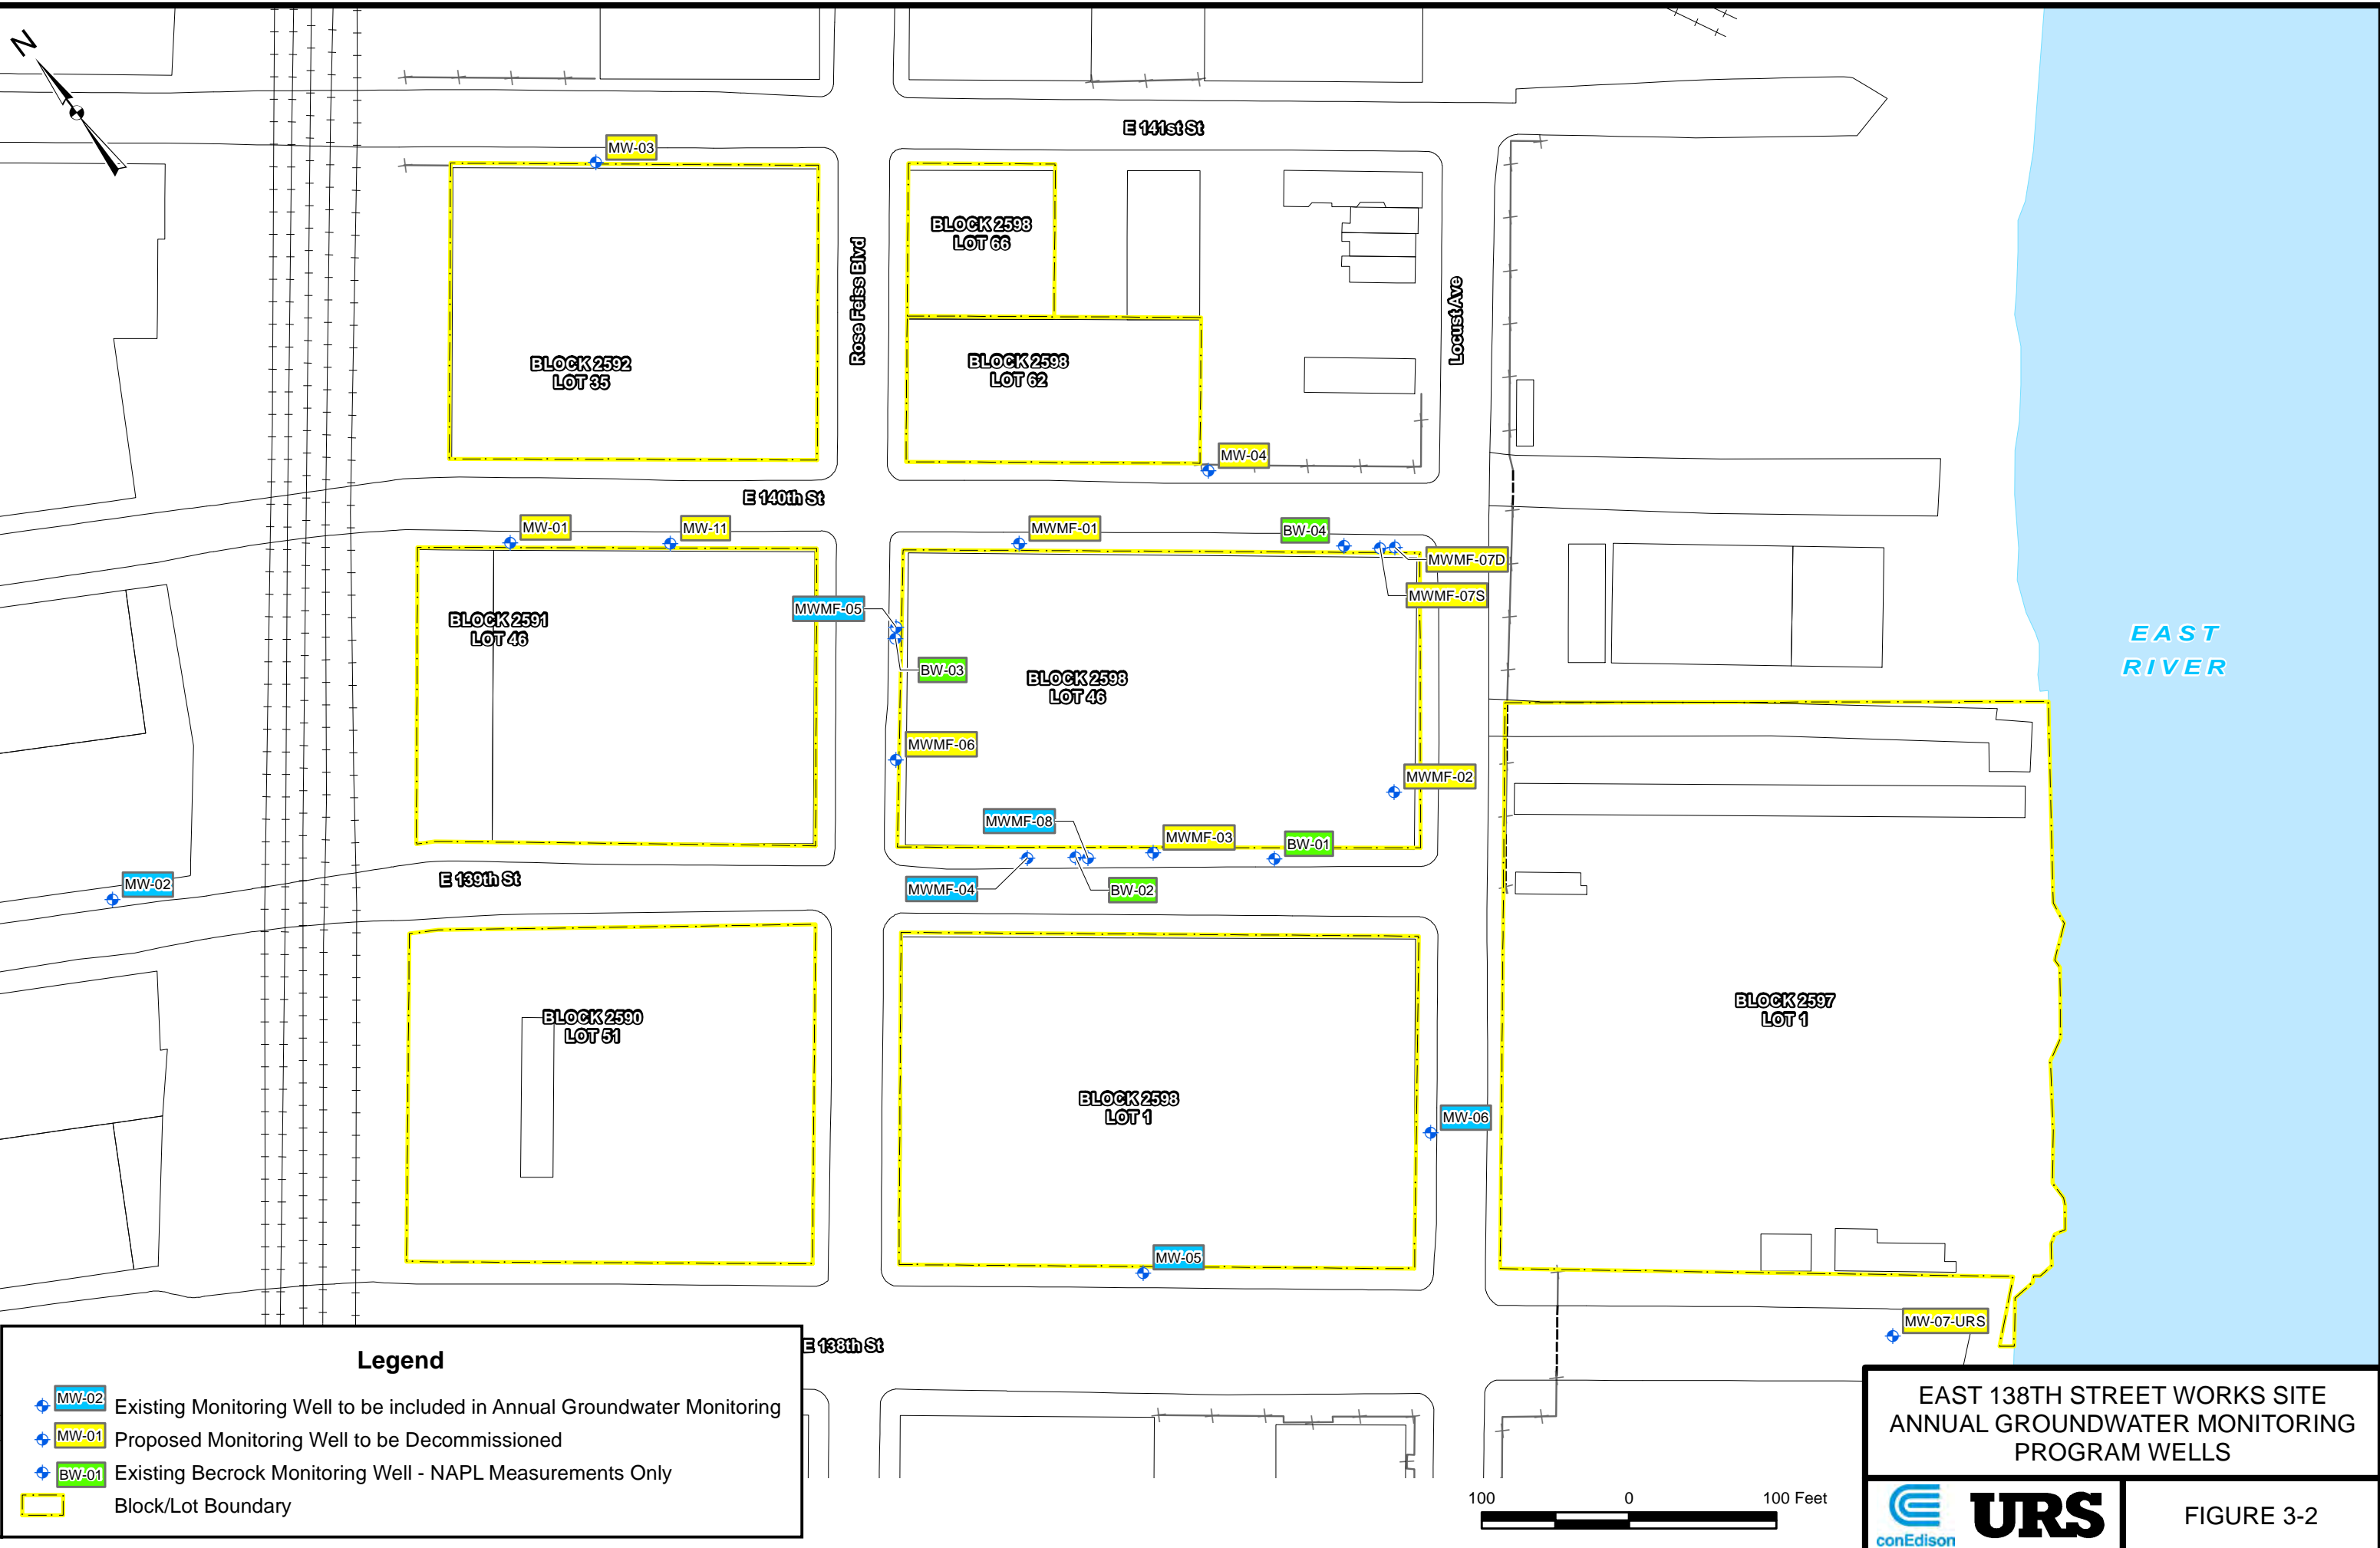 N
E 141st St
MW-03
BLOCK 2598
LOT 66
Rose Feiss Blvd
Locust Ave
BLOCK 2592
LOT 35
BLOCK 2598
LOT 62
MW-04
E 140th St
MW-01
MW-11
MWMF-01
BW-04
MWMF-07D
MWMF-07S
MWMF-05
BLOCK 2591
LOT 46
BW-03
BLOCK 2598
LOT 46
EAST
RIVER
MWMF-06
MWMF-02
MWMF-08
MWMF-03
BW-01
E 139th St
MW-02
MWMF-04
BW-02
BLOCK 2597
LOT 1
BLOCK 2590
LOT 51
BLOCK 2598
LOT 1
MW-06
MW-05
MW-07-URS
E 138th St
Legend
MW-02 Existing Monitoring Well to be included in Annual Groundwater Monitoring
MW-01 Proposed Monitoring Well to be Decommissioned
BW-01 Existing Becrock Monitoring Well - NAPL Measurements Only
Block/Lot Boundary
100 0 100 Feet
EAST 138TH STREET WORKS SITE
ANNUAL GROUNDWATER MONITORING
PROGRAM WELLS
conEdison
URS
FIGURE 3-2